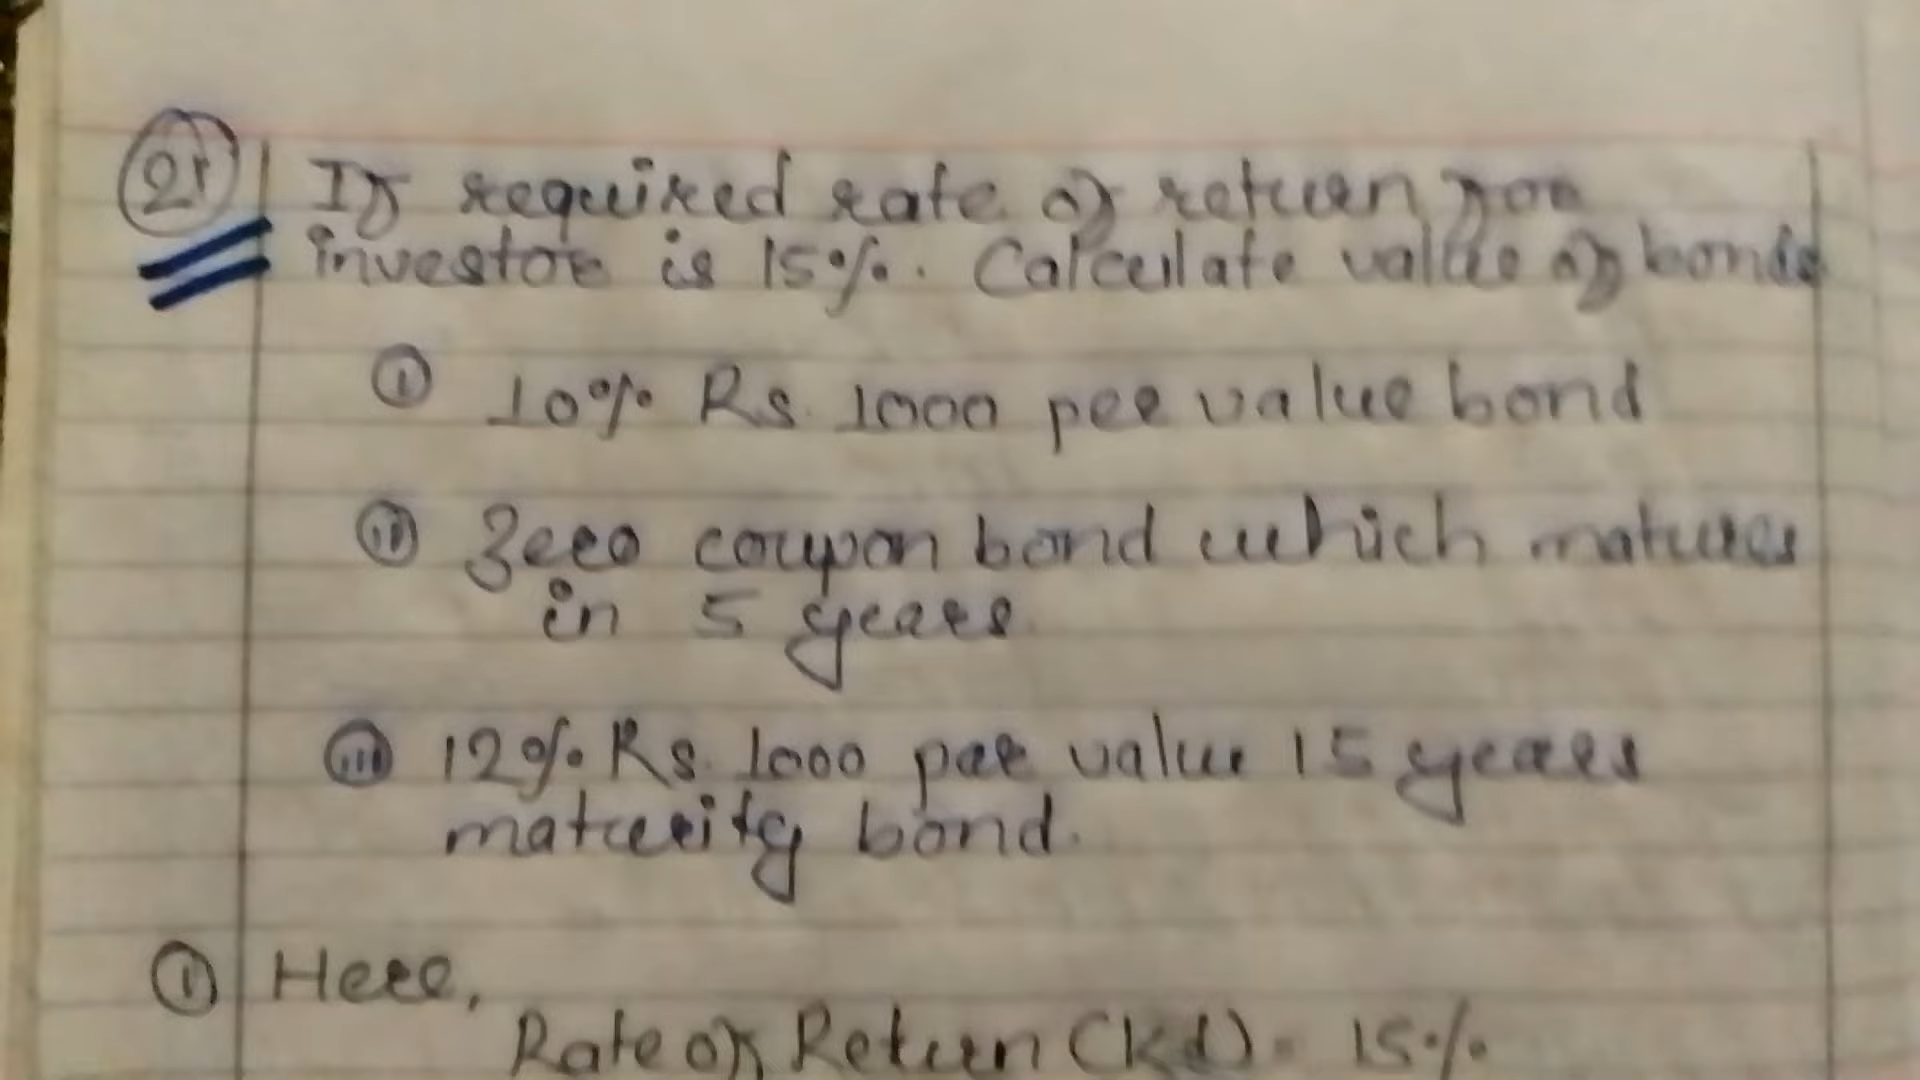 21 If required rate of return for
investor is 15%. Calculate value of bonds
(i) 10% Rs. 1000 per value bond
(ii) Zero coupon bond which matures
in 5 years.
(iii) 12% Rs. 1000 par value 15 years
maturity bond.
(i) Here,
Rate of Return (Kd) = 15%